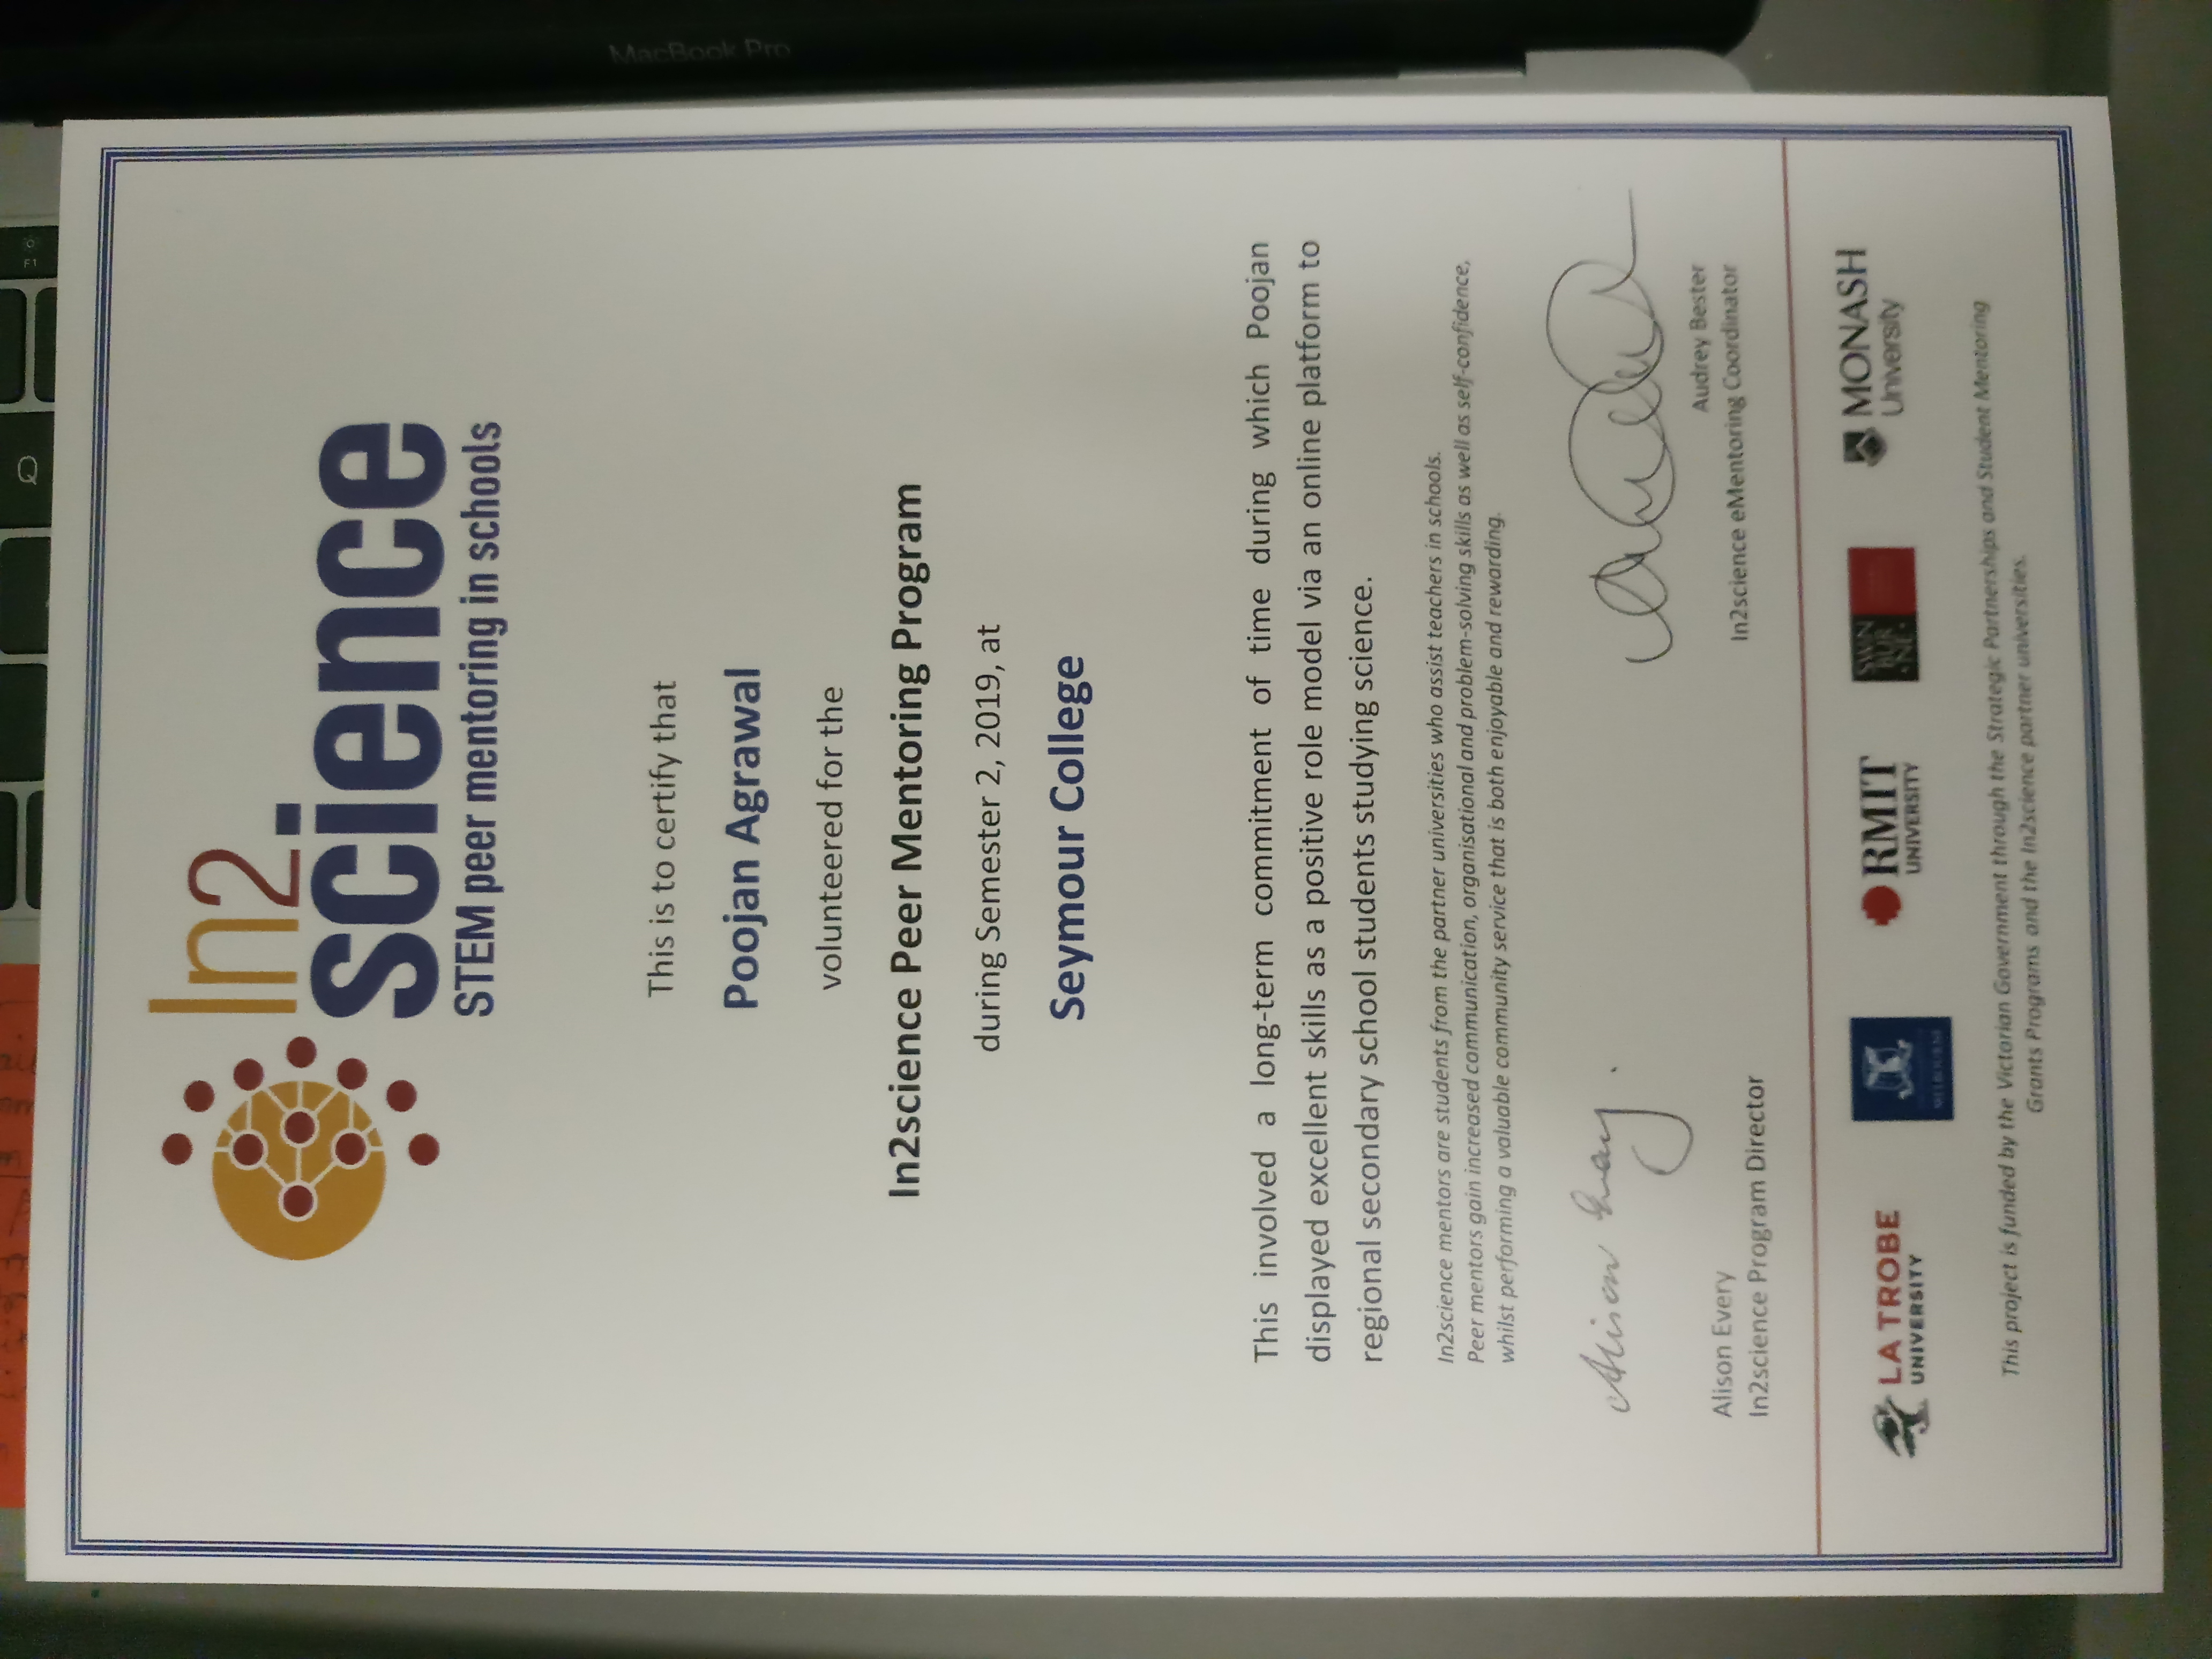 MacBook Pro
F1
Q
In2
science
STEM peer mentoring in schools
This is to certify that
Poojan Agrawal
volunteered for the
In2science Peer Mentoring Program
during Semester 2, 2019, at
Seymour College
This involved a long-term commitment of time during which Poojan
displayed excellent skills as a positive role model via an online platform to
regional secondary school students studying science.
In2science mentors are students from the partner universities who assist teachers in schools.
Peer mentors gain increased communication, organisational and problem-solving skills as well as self-confidence,
whilst performing a valuable community service that is both enjoyable and rewarding.
Alison Every
Alison Every
In2science Program Director
Audrey Bester
In2science eMentoring Coordinator
LA TROBE
UNIVERSITY
MELBOURNE
RMIT
UNIVERSITY
SWIN
BUR
NE
MONASH
University
This project is funded by the Victorian Government through the Strategic Partnerships and Student Mentoring
Grants Programs and the In2science partner universities.